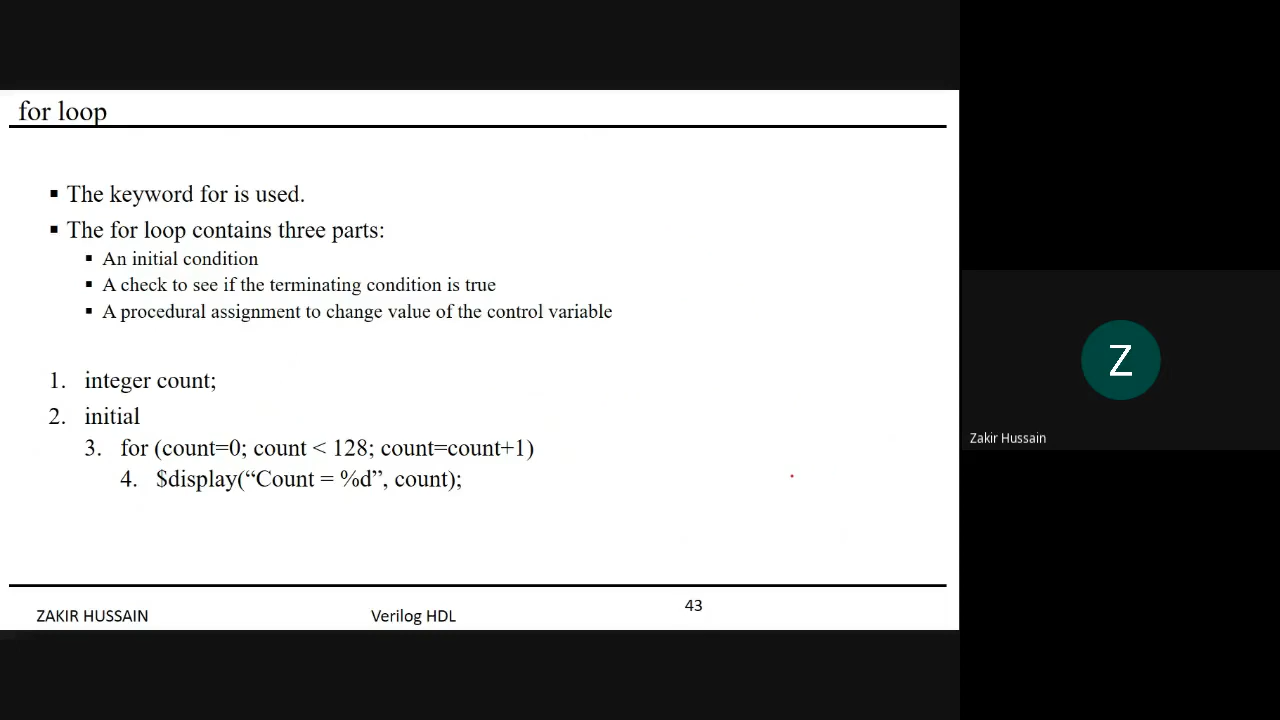 for loop
▪ The keyword for is used.
▪ The for loop contains three parts:
▪ An initial condition
▪ A check to see if the terminating condition is true
▪ A procedural assignment to change value of the control variable
1. integer count;
2. initial
3. for (count=0; count < 128; count=count+1)
4. $display(“Count = %d”, count);
ZAKIR HUSSAIN
Verilog HDL
43
Z
Zakir Hussain